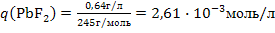 q(PbF₂) = 0,64г/л / 245г/моль = 2,61 · 10⁻³моль/л